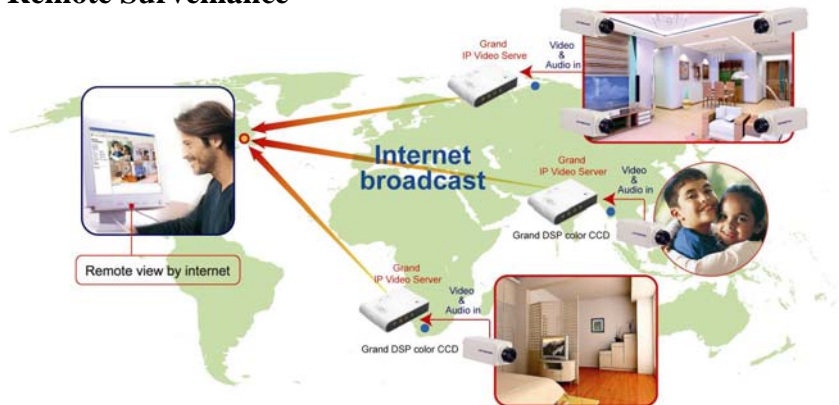 Remote Surveillance
Grand
IP Video Serve
Video
&
Audio in
Internet
broadcast
Grand
IP Video Server
Video
&
Audio in
Grand DSP color CCD
Remote view by internet
Grand
IP Video Server
Video
&
Audio in
Grand DSP color CCD